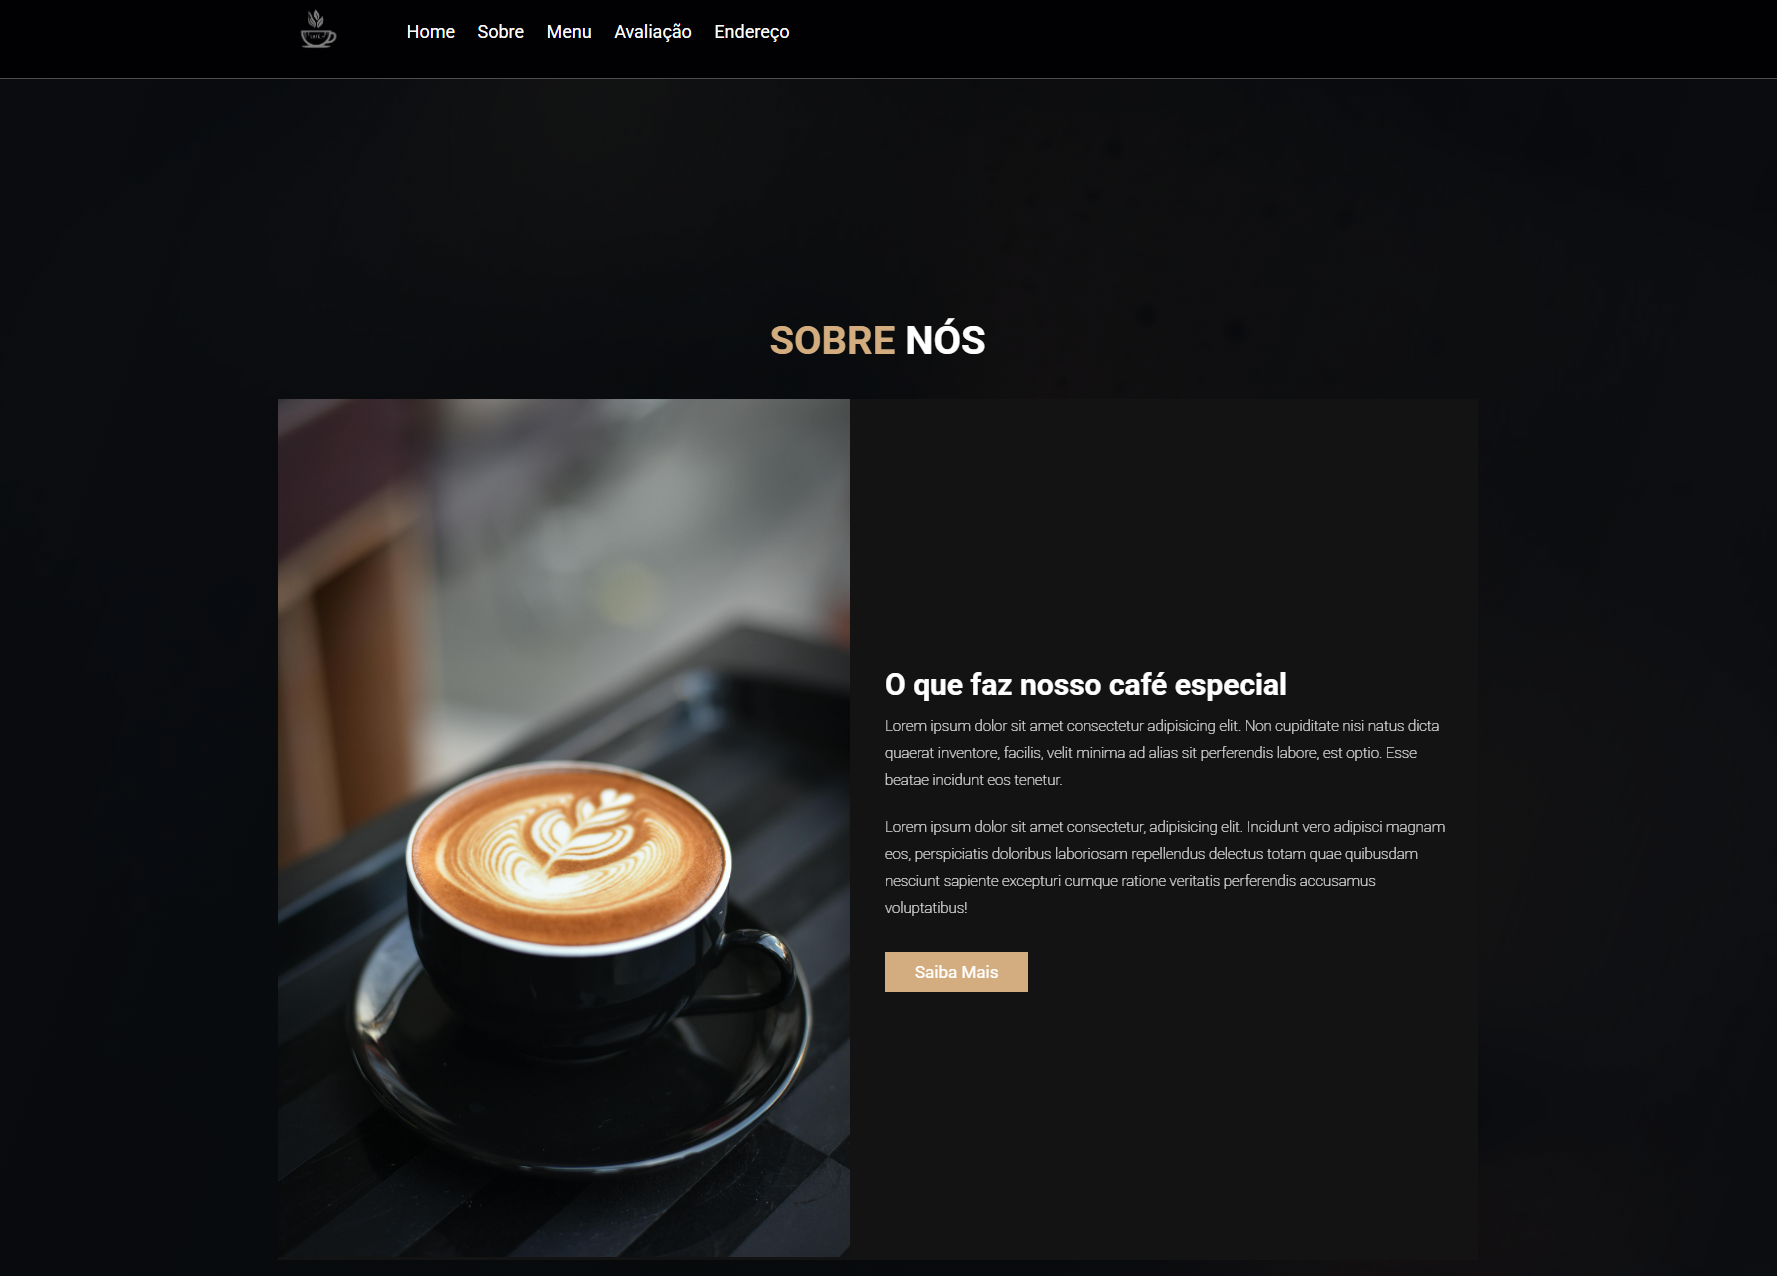 Home Sobre Menu Avaliação Endereço
SOBRE NÓS
O que faz nosso café especial
Lorem ipsum dolor sit amet consectetur adipisicing elit. Non cupiditate nisi natus dicta
quaerat inventore, facilis, velit minima ad alias sit perferendis labore, est optio. Esse
beatae incidunt eos tenetur.
Lorem ipsum dolor sit amet consectetur, adipisicing elit. Incidunt vero adipisci magnam
eos, perspiciatis doloribus laboriosam repellendus delectus totam quae quibusdam
nesciunt sapiente excepturi cumque ratione veritatis perferendis accusamus
voluptatibus!
Saiba Mais